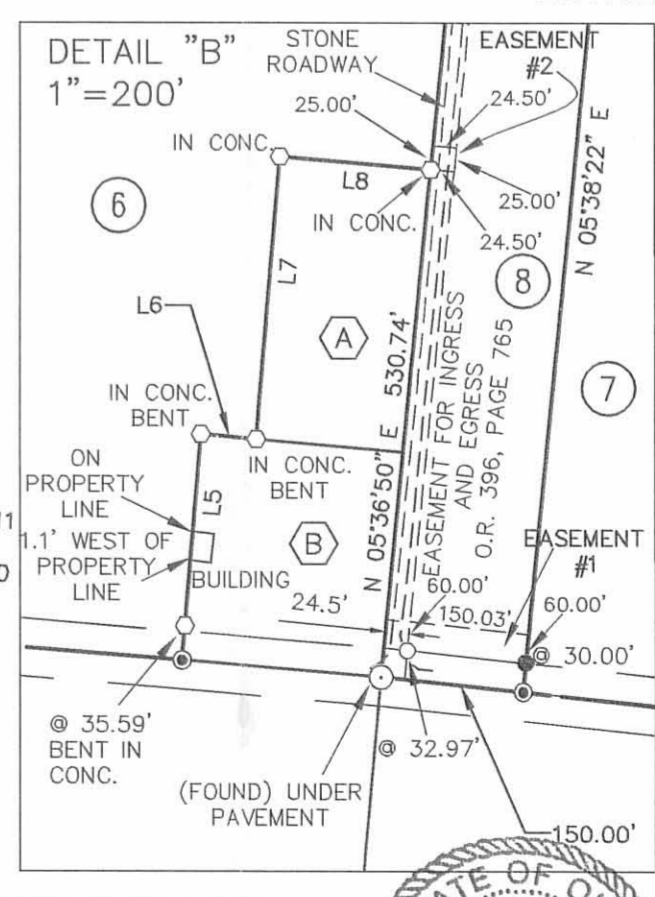 DETAIL "B"
1"=200'
STONE
ROADWAY
EASEMENT
#2
25.00'
24.50'
IN CONC.
L8
IN CONC.
25.00'
24.50'
N 05°38'22" E
6
L7
8
L6
A
7
IN CONC.
BENT
IN CONC.
BENT
N 05°36'50" E 530.74'
EASEMENT FOR INGRESS
AND EGRESS
O.R. 396, PAGE 765
ON
PROPERTY
LINE
L5
1.1' WEST OF
PROPERTY
LINE
B
BUILDING
24.5'
EASEMENT
#1
60.00'
150.03'
60.00'
@ 30.00'
@ 35.59'
BENT IN
CONC.
@ 32.97'
(FOUND) UNDER
PAVEMENT
150.00'